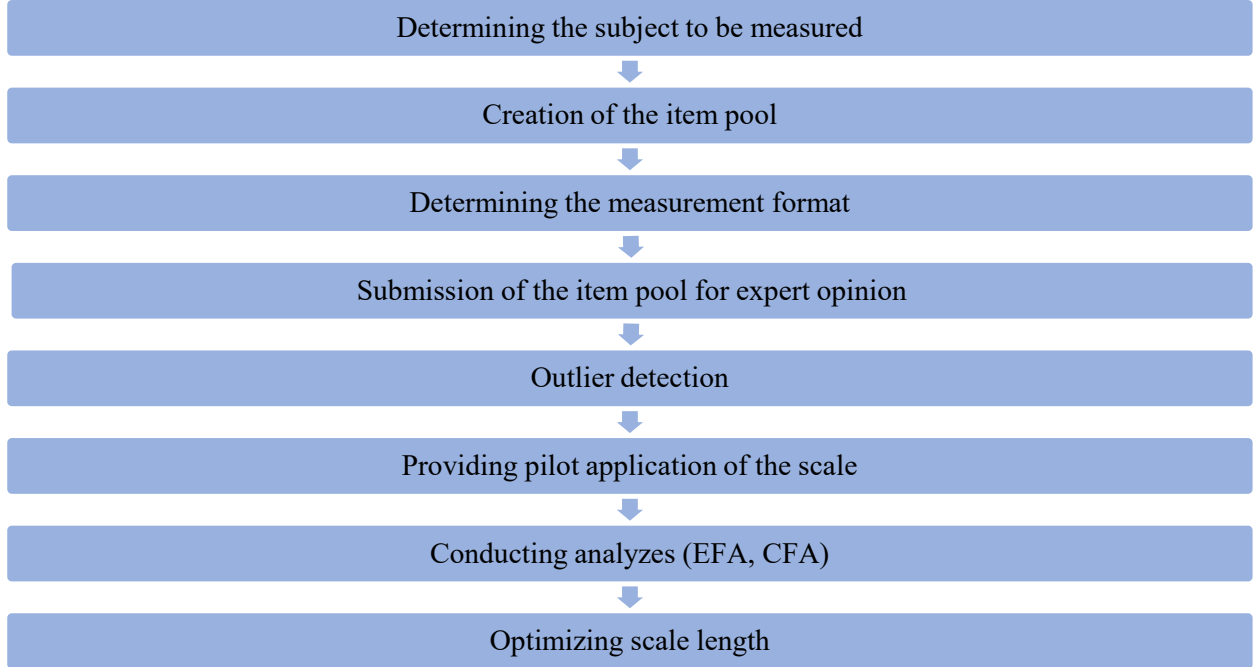 Determining the subject to be measured
Creation of the item pool
Determining the measurement format
Submission of the item pool for expert opinion
Outlier detection
Providing pilot application of the scale
Conducting analyzes (EFA, CFA)
Optimizing scale length